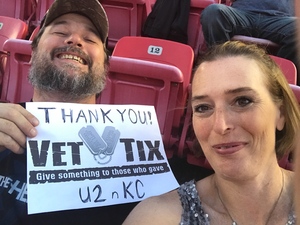 12
THANK YOU!
VET TIX
Give something to those who gave
U2 n KC